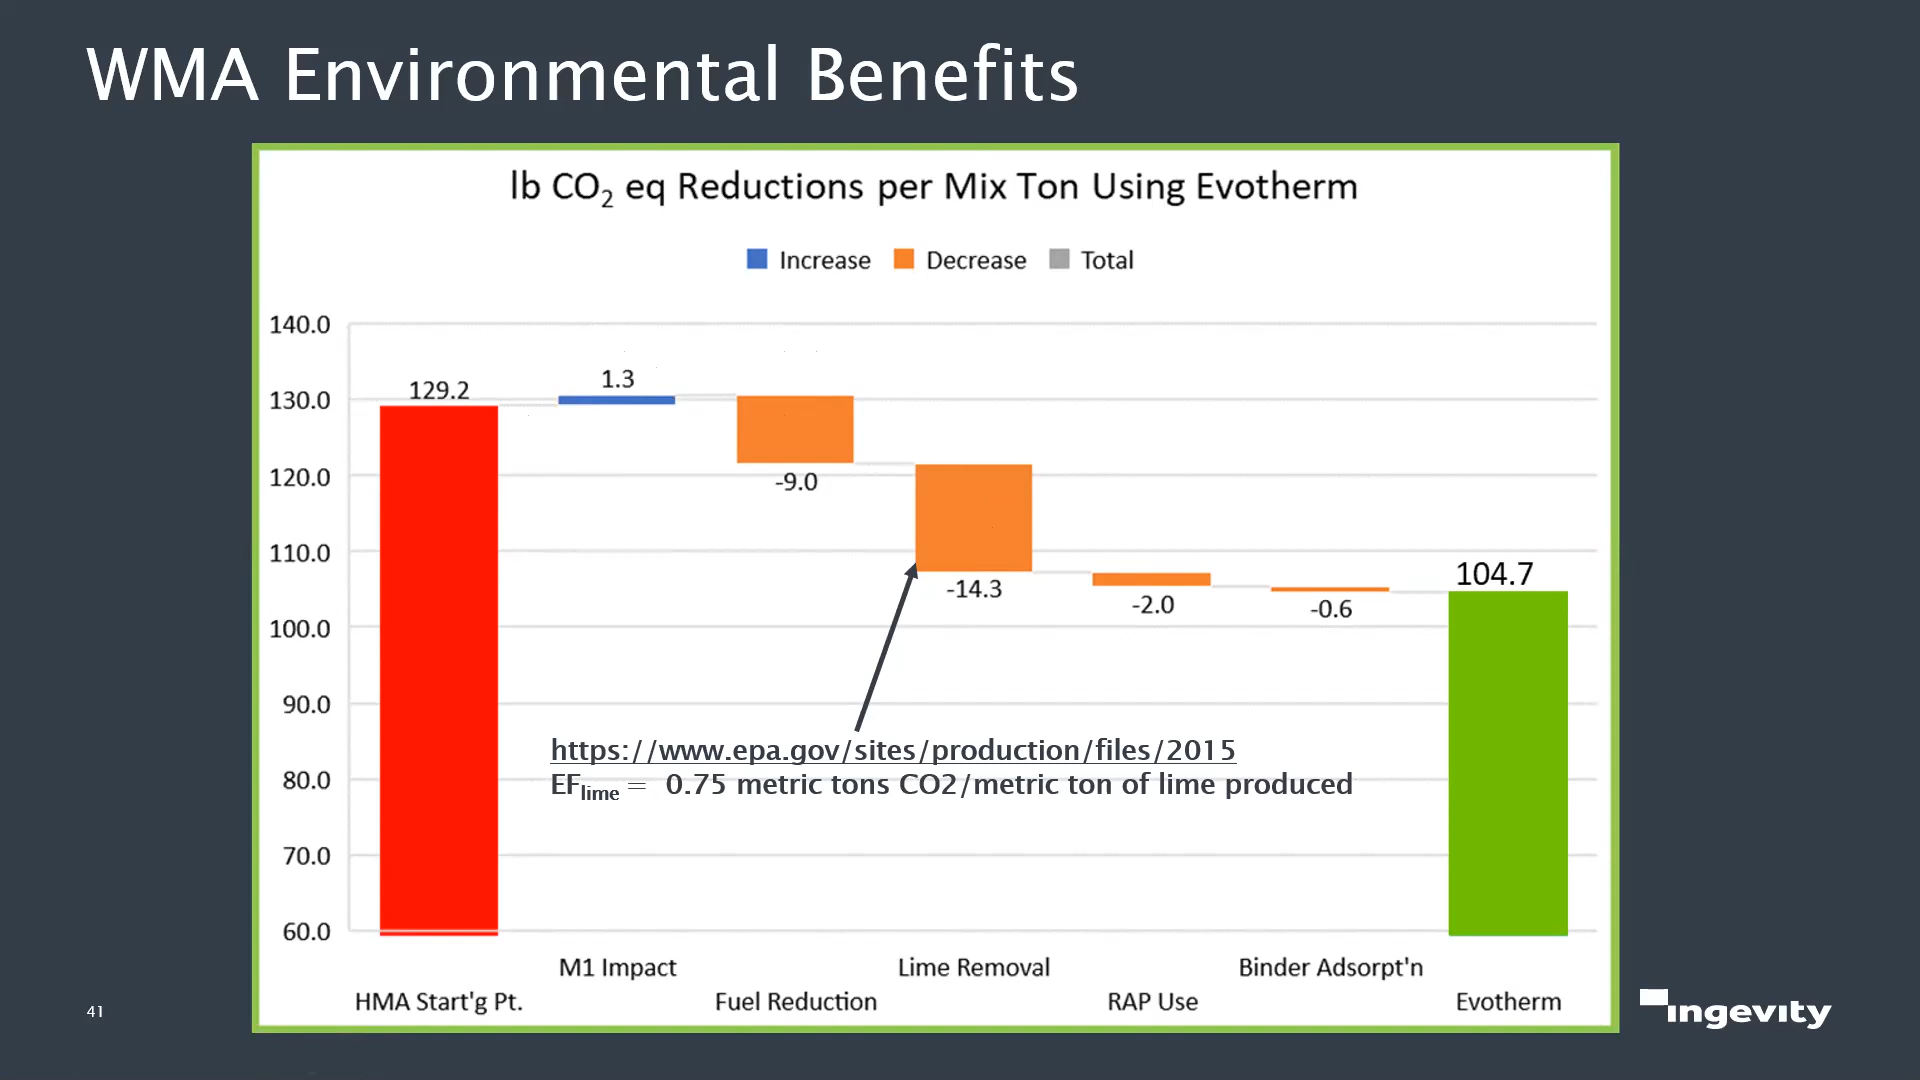 WMA Environmental Benefits
lb CO₂ eq Reductions per Mix Ton Using Evotherm
Increase Decrease Total
140.0
130.0
120.0
110.0
100.0
90.0
80.0
70.0
60.0
129.2
1.3
-9.0
-14.3
-2.0
-0.6
104.7
https://www.epa.gov/sites/production/files/2015
EFlime = 0.75 metric tons CO2/metric ton of lime produced
HMA Start'g Pt.
M1 Impact
Fuel Reduction
Lime Removal
RAP Use
Binder Adsorpt'n
Evotherm
41
ingevity